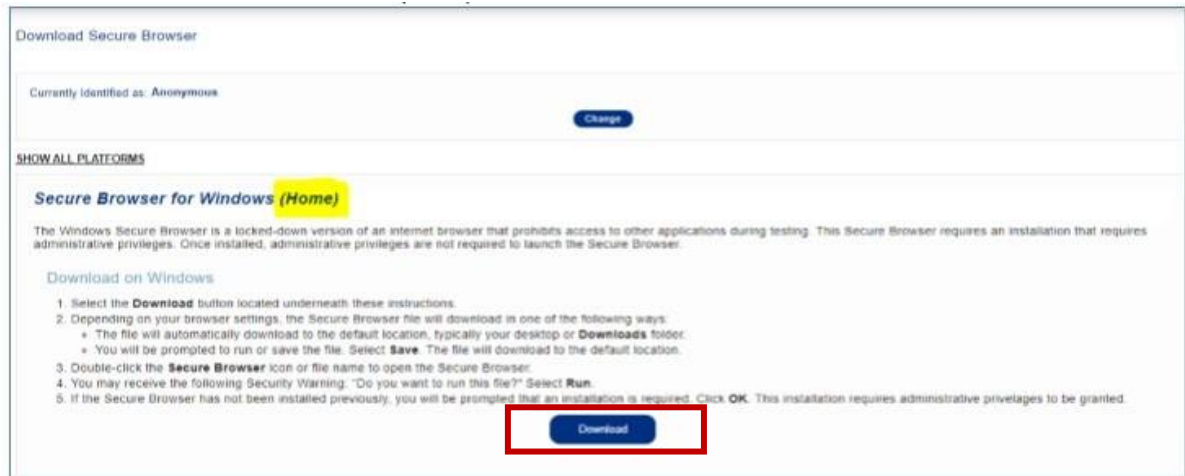 Download Secure Browser
Currently identified as: Anonymous
Change
SHOW ALL PLATFORMS
Secure Browser for Windows (Home)
The Windows Secure Browser is a locked-down version of an internet browser that prohibits access to other applications during testing. This Secure Browser requires an installation that requires
administrative privileges. Once installed, administrative privileges are not required to launch the Secure Browser.
Download on Windows
1. Select the Download button located underneath these instructions.
2. Depending on your browser settings, the Secure Browser file will download in one of the following ways:
The file will automatically download to the default location, typically your desktop or Downloads folder.
You will be prompted to run or save the file. Select Save. The file will download to the default location.
3. Double-click the Secure Browser icon or file name to open the Secure Browser.
4. You may receive the following Security Warning: "Do you want to run this file?" Select Run.
5. If the Secure Browser has not been installed previously, you will be prompted that an installation is required. Click OK. This installation requires administrative privelages to be granted.
Download